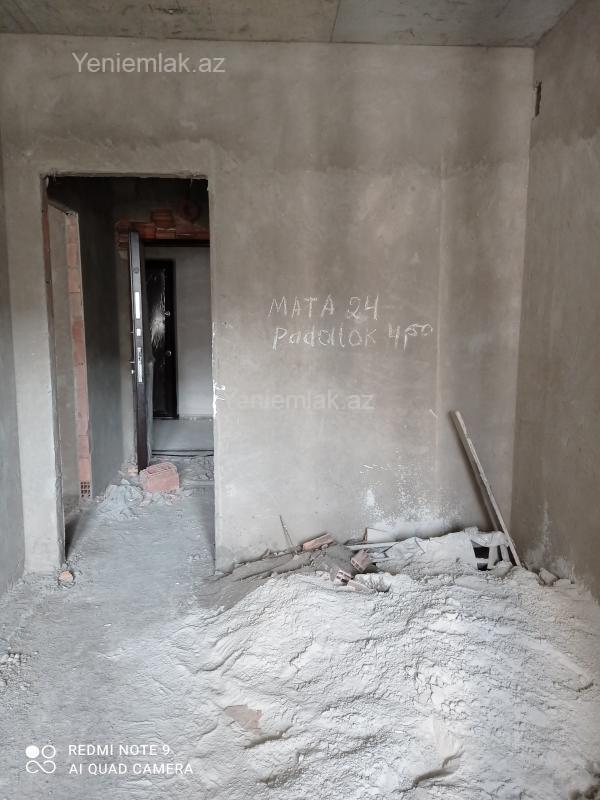 Yeniemlak.az
MATA 24
Padallok 450
Yeniemlak.az
REDMI NOTE 9
AI QUAD CAMERA